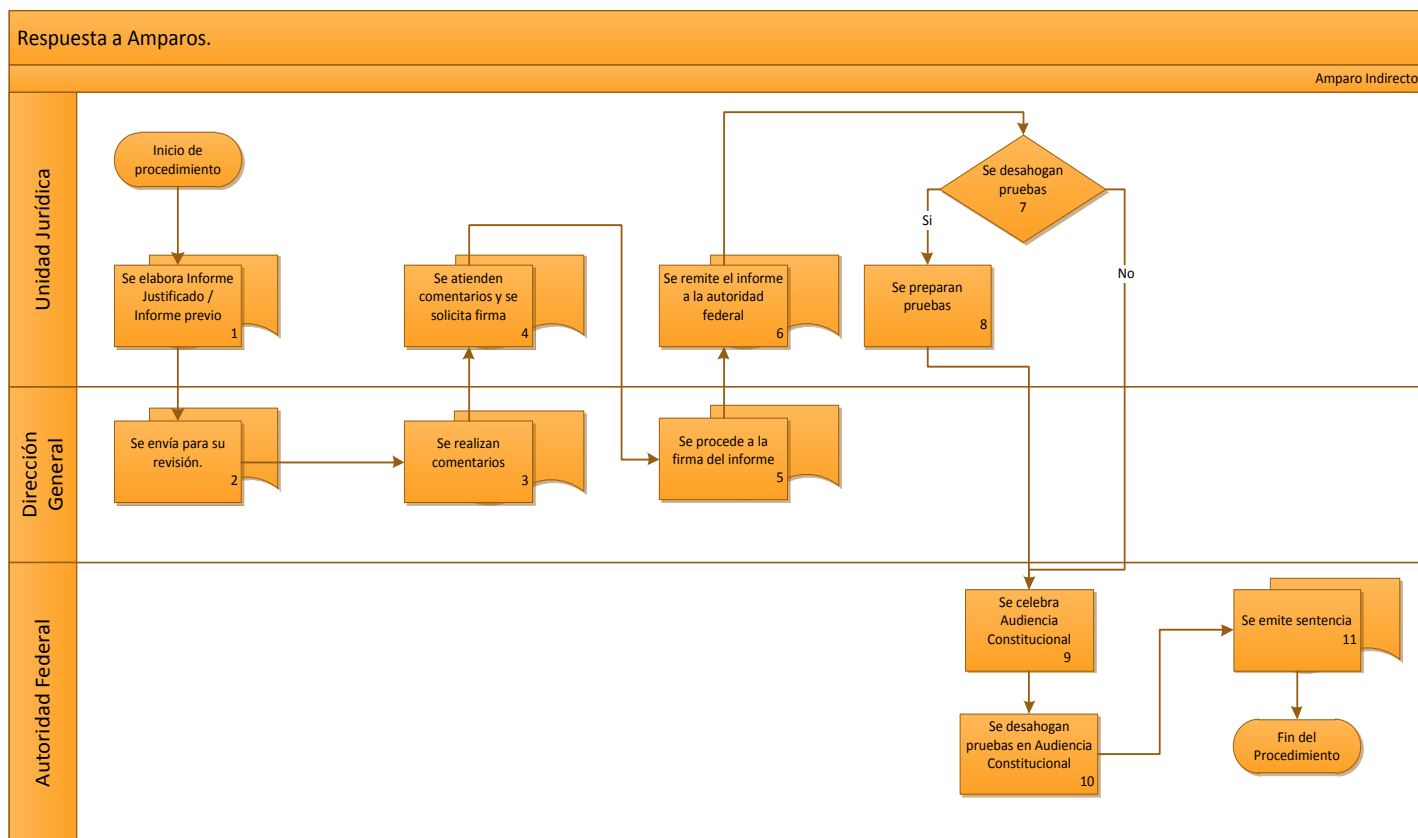 Respuesta a Amparos.
Amparo Indirecto
Unidad Jurídica
Inicio de
procedimiento
Se elabora Informe
Justificado /
Informe previo
1
Se atienden
comentarios y se
solicita firma
4
Se remite el informe
a la autoridad
federal
6
Se desahogan
pruebas
7
Si
No
Se preparan
pruebas
8
Dirección
General
Se envía para su
revisión.
2
Se realizan
comentarios
3
Se procede a la
firma del informe
5
Autoridad Federal
Se celebra
Audiencia
Constitucional
9
Se desahogan
pruebas en Audiencia
Constitucional
10
Se emite sentencia
11
Fin del
Procedimiento